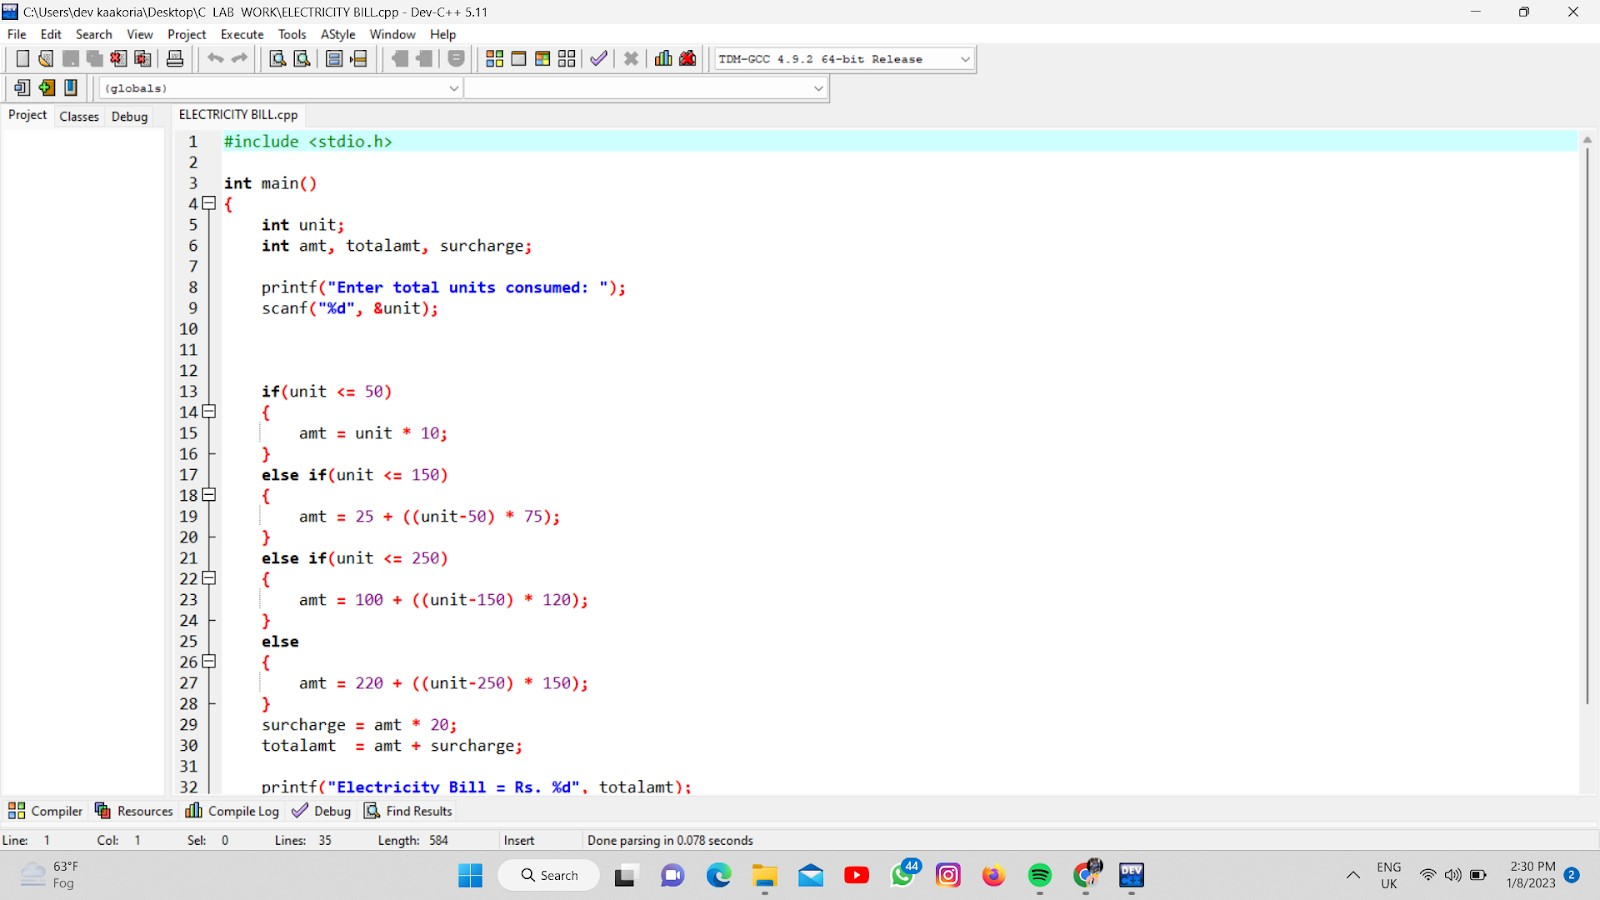 C:\Users\dev kaakoria\Desktop\C LAB WORK\ELECTRICITY BILL.cpp - Dev-C++ 5.11
File Edit Search View Project Execute Tools AStyle Window Help
TDM-GCC 4.9.2 64-bit Release
(globals)
Project Classes Debug ELECTRICITY BILL.cpp
1 #include <stdio.h>
2
3 int main()
4 {
5 int unit;
6 int amt, totalamt, surcharge;
7
8 printf("Enter total units consumed: ");
9 scanf("%d", &unit);
10
11
12
13 if(unit <= 50)
14 {
15 amt = unit * 10;
16 }
17 else if(unit <= 150)
18 {
19 amt = 25 + ((unit-50) * 75);
20 }
21 else if(unit <= 250)
22 {
23 amt = 100 + ((unit-150) * 120);
24 }
25 else
26 {
27 amt = 220 + ((unit-250) * 150);
28 }
29 surcharge = amt * 20;
30 totalamt = amt + surcharge;
31
32 printf("Electricity Bill = Rs. %d", totalamt);
Compiler Resources Compile Log Debug Find Results
Line: 1 Col: 1 Sel: 0 Lines: 35 Length: 584 Insert Done parsing in 0.078 seconds
63°F
Fog
Search
44
DEV
ENG
UK
2:30 PM
1/8/2023
2